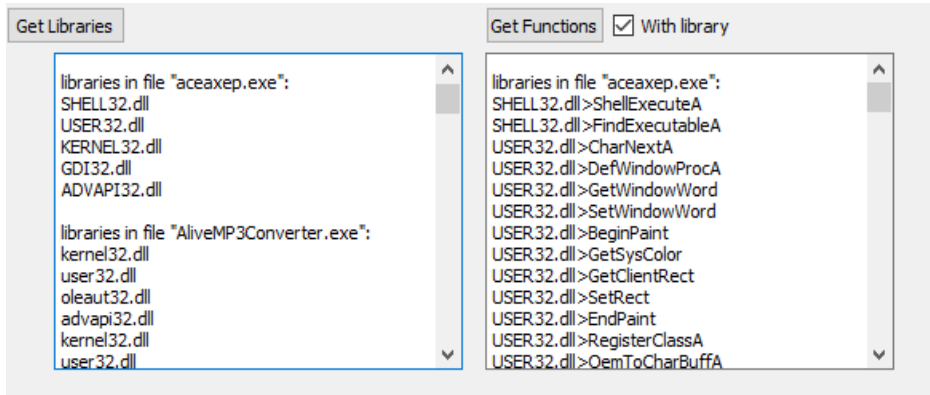 Get Libraries
libraries in file "aceaxep.exe":
SHELL32.dll
USER32.dll
KERNEL32.dll
GDI32.dll
ADVAPI32.dll
libraries in file "AliveMP3Converter.exe":
kernel32.dll
user32.dll
oleaut32.dll
advapi32.dll
kernel32.dll
user32.dll
Get Functions With library
libraries in file "aceaxep.exe":
SHELL32.dll>ShellExecuteA
SHELL32.dll>FindExecutableA
USER32.dll>CharNextA
USER32.dll>DefWindowProcA
USER32.dll>GetWindowWord
USER32.dll>SetWindowWord
USER32.dll>BeginPaint
USER32.dll>GetSysColor
USER32.dll>GetClientRect
USER32.dll>SetRect
USER32.dll>EndPaint
USER32.dll>RegisterClassA
USER32.dll>OemToCharBuffA